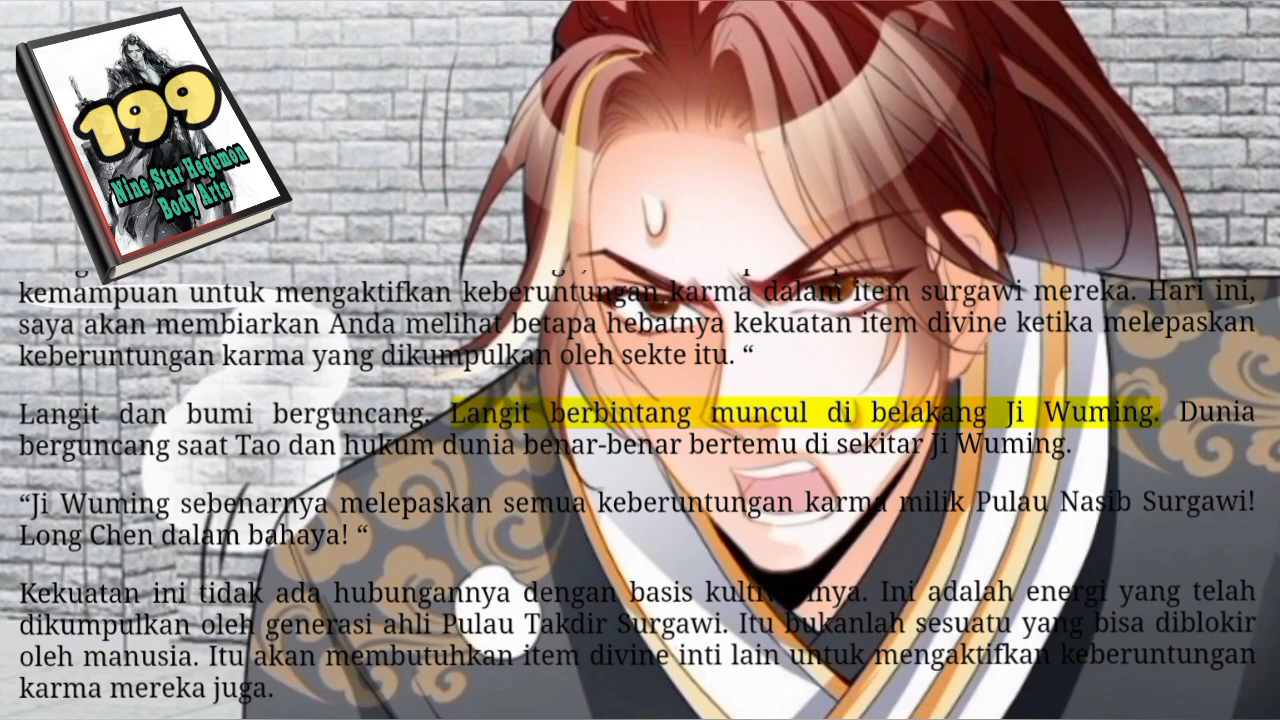 199
Nine Star Hegemon
Body Arts
kemampuan untuk mengaktifkan keberuntungan karma dalam item surgawi mereka. Hari ini,
saya akan membiarkan Anda melihat betapa hebatnya kekuatan item divine ketika melepaskan
keberuntungan karma yang dikumpulkan oleh sekte itu. “
Langit dan bumi berguncang. Langit berbintang muncul di belakang Ji Wuming. Dunia
berguncang saat Tao dan hukum dunia benar-benar bertemu di sekitar Ji Wuming.
“Ji Wuming sebenarnya melepaskan semua keberuntungan karma milik Pulau Nasib Surgawi!
Long Chen dalam bahaya! “
Kekuatan ini tidak ada hubungannya dengan basis kultivasinya. Ini adalah energi yang telah
dikumpulkan oleh generasi ahli Pulau Takdir Surgawi. Itu bukanlah sesuatu yang bisa diblokir
oleh manusia. Itu akan membutuhkan item divine inti lain untuk mengaktifkan keberuntungan
karma mereka juga.